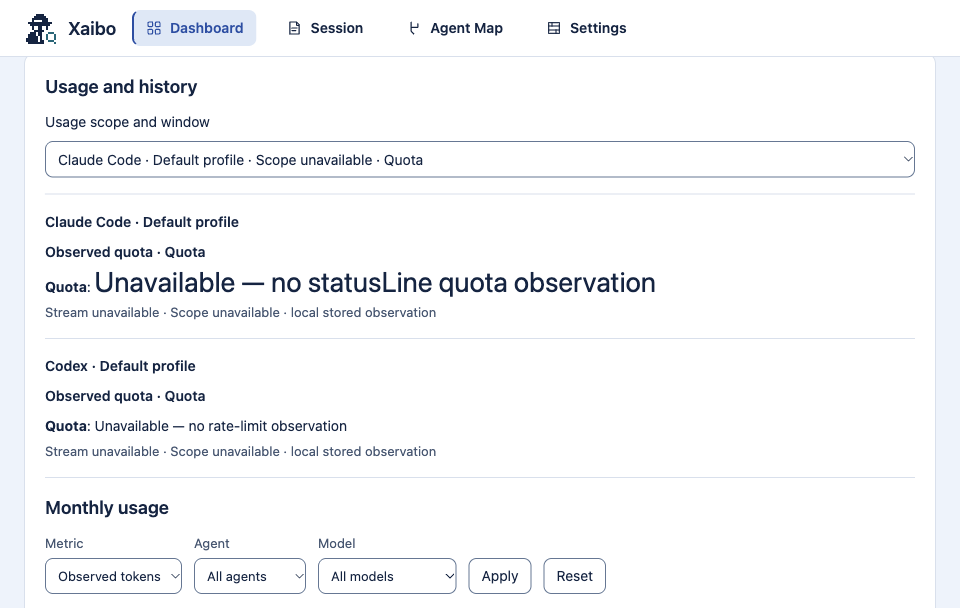 Xaibo
Dashboard
Session
Agent Map
Settings
Usage and history
Usage scope and window
Claude Code · Default profile · Scope unavailable · Quota
Claude Code · Default profile
Observed quota · Quota
Quota: Unavailable — no statusLine quota observation
Stream unavailable · Scope unavailable · local stored observation
Codex · Default profile
Observed quota · Quota
Quota: Unavailable — no rate-limit observation
Stream unavailable · Scope unavailable · local stored observation
Monthly usage
Metric Agent Model
Observed tokens All agents All models Apply Reset